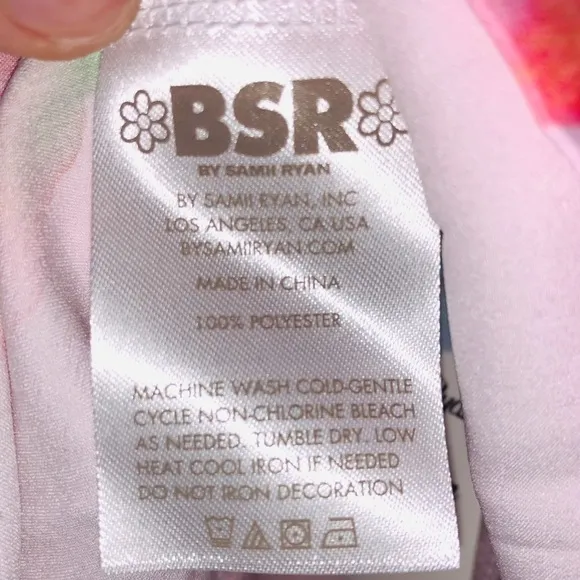 BSR
BY SAMII RYAN
BY SAMII RYAN, INC
LOS ANGELES, CA USA
BYSAMIIRYAN.COM
MADE IN CHINA
100% POLYESTER
MACHINE WASH COLD-GENTLE
CYCLE NON-CHLORINE BLEACH
AS NEEDED, TUMBLE DRY, LOW
HEAT COOL IRON IF NEEDED
DO NOT IRON DECORATION